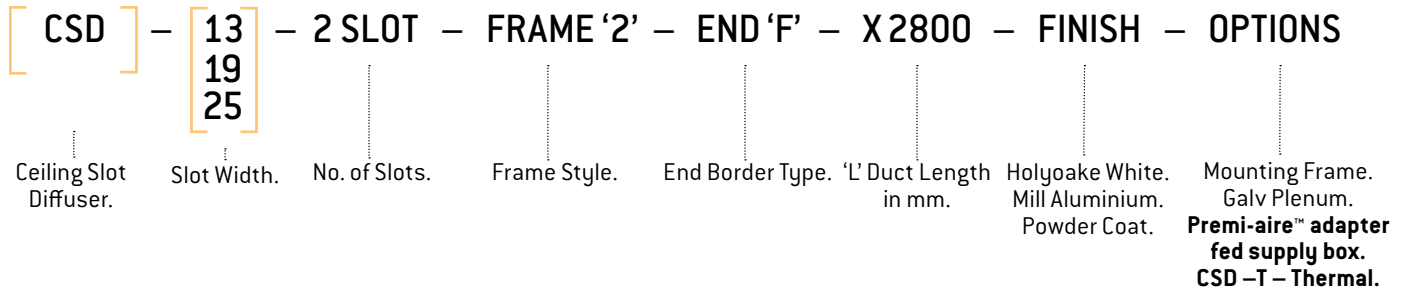 CSD – 13 – 2 SLOT – FRAME ‘2’ – END ‘F’ – X 2800 – FINISH – OPTIONS
19
25
Ceiling Slot
Diffuser.
Slot Width.
No. of Slots.
Frame Style.
End Border Type.
‘L’ Duct Length
in mm.
Holyoake White.
Mill Aluminium.
Powder Coat.
Mounting Frame.
Galv Plenum.
Premi-aire™ adapter
fed supply box.
CSD –T – Thermal.